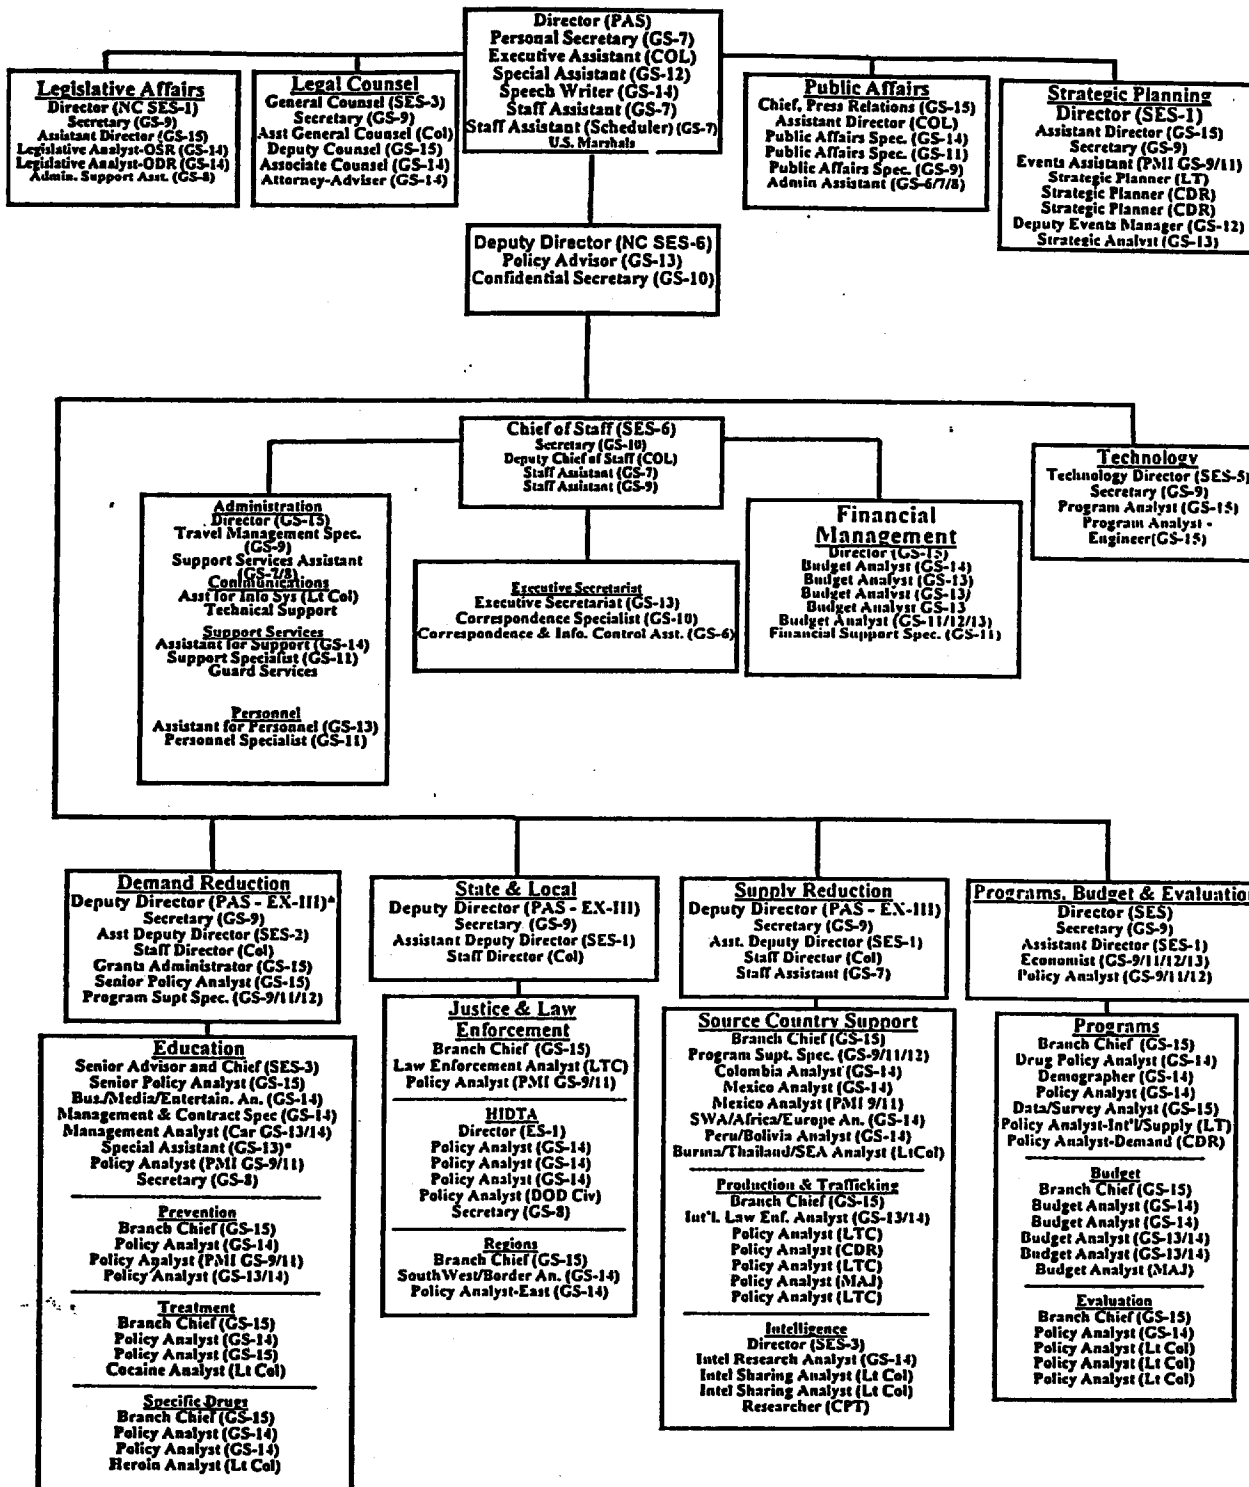 Director (PAS)
Personal Secretary (GS-7)
Executive Assistant (COL)
Special Assistant (GS-12)
Speech Writer (GS-14)
Staff Assistant (GS-7)
Staff Assistant (Scheduler) (GS-7)
U.S. Marshals
Legislative Affairs
Director (NC SES-1)
Secretary (GS-9)
Assistant Director (GS-15)
Legislative Analyst-OSR (GS-14)
Legislative Analyst-ODR (GS-14)
Admin. Support Asst. (GS-8)
Legal Counsel
General Counsel (SES-3)
Secretary (GS-9)
Asst General Counsel (Col)
Deputy Counsel (GS-15)
Associate Counsel (GS-14)
Attorney-Adviser (GS-14)
Public Affairs
Chief, Press Relations (GS-15)
Assistant Director (COL)
Public Affairs Spec. (GS-14)
Public Affairs Spec. (GS-11)
Public Affairs Spec. (GS-9)
Admin Assistant (GS-6/7/8)
Strategic Planning
Director (SES-1)
Assistant Director (GS-15)
Secretary (GS-9)
Events Assistant (PMI GS-9/11)
Strategic Planner (LT)
Strategic Planner (CDR)
Strategic Planner (CDR)
Deputy Events Manager (GS-12)
Strategic Analyst (GS-13)
Deputy Director (NC SES-6)
Policy Advisor (GS-13)
Confidential Secretary (GS-10)
Chief of Staff (SES-6)
Secretary (GS-10)
Deputy Chief of Staff (COL)
Staff Assistant (GS-7)
Staff Assistant (GS-9)
Technology
Technology Director (SES-5)
Secretary (GS-9)
Program Analyst (GS-15)
Program Analyst -
Engineer(GS-15)
Administration
Director (GS-15)
Travel Management Spec.
(GS-9)
Support Services Assistant
(GS-7/8)
Communications
Asst for Info Sys (Lt Col)
Technical Support
Support Services
Assistant for Support (GS-14)
Support Specialist (GS-11)
Guard Services
Personnel
Assistant for Personnel (GS-13)
Personnel Specialist (GS-11)
Executive Secretariat
Executive Secretariat (GS-13)
Correspondence Specialist (GS-10)
Correspondence & Info. Control Asst. (GS-6)
Financial
Management
Director (GS-15)
Budget Analyst (GS-14)
Budget Analyst (GS-13)
Budget Analyst (GS-13/
Budget Analyst GS-13
Budget Analyst (GS-11/12/13)
Financial Support Spec. (GS-11)
Demand Reduction
Deputy Director (PAS - EX-III)*
Secretary (GS-9)
Asst Deputy Director (SES-2)
Staff Director (Col)
Grants Administrator (GS-15)
Senior Policy Analyst (GS-15)
Program Supt Spec. (GS-9/11/12)
State & Local
Deputy Director (PAS - EX-III)
Secretary (GS-9)
Assistant Deputy Director (SES-1)
Staff Director (Col)
Supply Reduction
Deputy Director (PAS - EX-III)
Secretary (GS-9)
Asst. Deputy Director (SES-1)
Staff Director (Col)
Staff Assistant (GS-7)
Programs, Budget & Evaluation
Director (SES)
Secretary (GS-9)
Assistant Director (SES-1)
Economist (GS-9/11/12/13)
Policy Analyst (GS-9/11/12)
Education
Senior Advisor and Chief (SES-3)
Senior Policy Analyst (GS-15)
Bus./Media/Entertain. An. (GS-14)
Management & Contract Spec (GS-14)
Management Analyst (Car GS-13/14)
Special Assistant (GS-13)*
Policy Analyst (PMI GS-9/11)
Secretary (GS-8)
Prevention
Branch Chief (GS-15)
Policy Analyst (GS-14)
Policy Analyst (PMI GS-9/11)
Policy Analyst (GS-13/14)
Treatment
Branch Chief (GS-15)
Policy Analyst (GS-14)
Policy Analyst (GS-15)
Cocaine Analyst (Lt Col)
Specific Drugs
Branch Chief (GS-15)
Policy Analyst (GS-14)
Policy Analyst (GS-14)
Heroin Analyst (Lt Col)
Justice & Law
Enforcement
Branch Chief (GS-15)
Law Enforcement Analyst (LTC)
Policy Analyst (PMI GS-9/11)
HIDTA
Director (ES-1)
Policy Analyst (GS-14)
Policy Analyst (GS-14)
Policy Analyst (GS-14)
Policy Analyst (DOD Civ)
Secretary (GS-8)
Regions
Branch Chief (GS-15)
SouthWest/Border An. (GS-14)
Policy Analyst-East (GS-14)
Source Country Support
Branch Chief (GS-15)
Program Supt. Spec. (GS-9/11/12)
Colombia Analyst (GS-14)
Mexico Analyst (GS-14)
Mexico Analyst (PMI 9/11)
SWA/Africa/Europe An. (GS-14)
Peru/Bolivia Analyst (GS-14)
Burma/Thailand/SEA Analyst (LtCol)
Production & Trafficking
Branch Chief (GS-15)
Int'l. Law Enf. Analyst (GS-13/14)
Policy Analyst (LTC)
Policy Analyst (CDR)
Policy Analyst (LTC)
Policy Analyst (MAJ)
Policy Analyst (LTC)
Intelligence
Director (SES-3)
Intel Research Analyst (GS-14)
Intel Sharing Analyst (Lt Col)
Intel Sharing Analyst (Lt Col)
Researcher (CPT)
Programs
Branch Chief (GS-15)
Drug Policy Analyst (GS-14)
Demographer (GS-14)
Policy Analyst (GS-14)
Data/Survey Analyst (GS-15)
Policy Analyst-Int'l/Supply (LT)
Policy Analyst-Demand (CDR)
Budget
Branch Chief (GS-15)
Budget Analyst (GS-14)
Budget Analyst (GS-14)
Budget Analyst (GS-13/14)
Budget Analyst (GS-13/14)
Budget Analyst (MAJ)
Evaluation
Branch Chief (GS-15)
Policy Analyst (GS-14)
Policy Analyst (Lt Col)
Policy Analyst (Lt Col)
Policy Analyst (Lt Col)